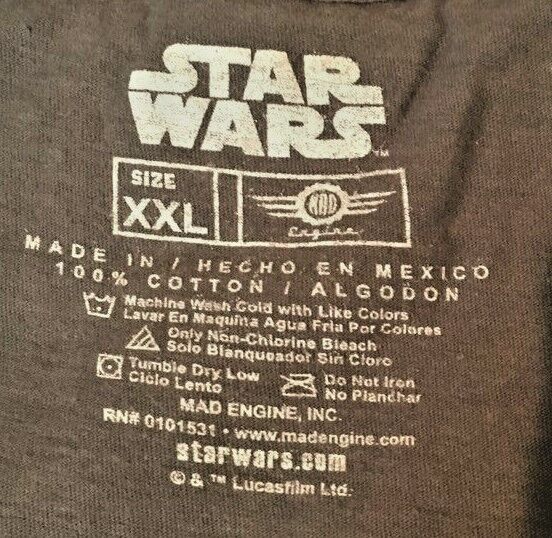 STAR
WARS™
SIZE
XXL
MAD
Engine
MADE IN / HECHO EN MEXICO
100% COTTON / ALGODON
Machine Wash Cold with Like Colors
Lavar En Maquina Agua Fria Por Colores
Only Non-Chlorine Bleach
Solo Blanqueador Sin Cloro
Tumble Dry Low
Ciclo Lento
Do Not Iron
No Planchar
MAD ENGINE, INC.
RN# 0101531 • www.madengine.com
starwars.com
© & ™ Lucasfilm Ltd.